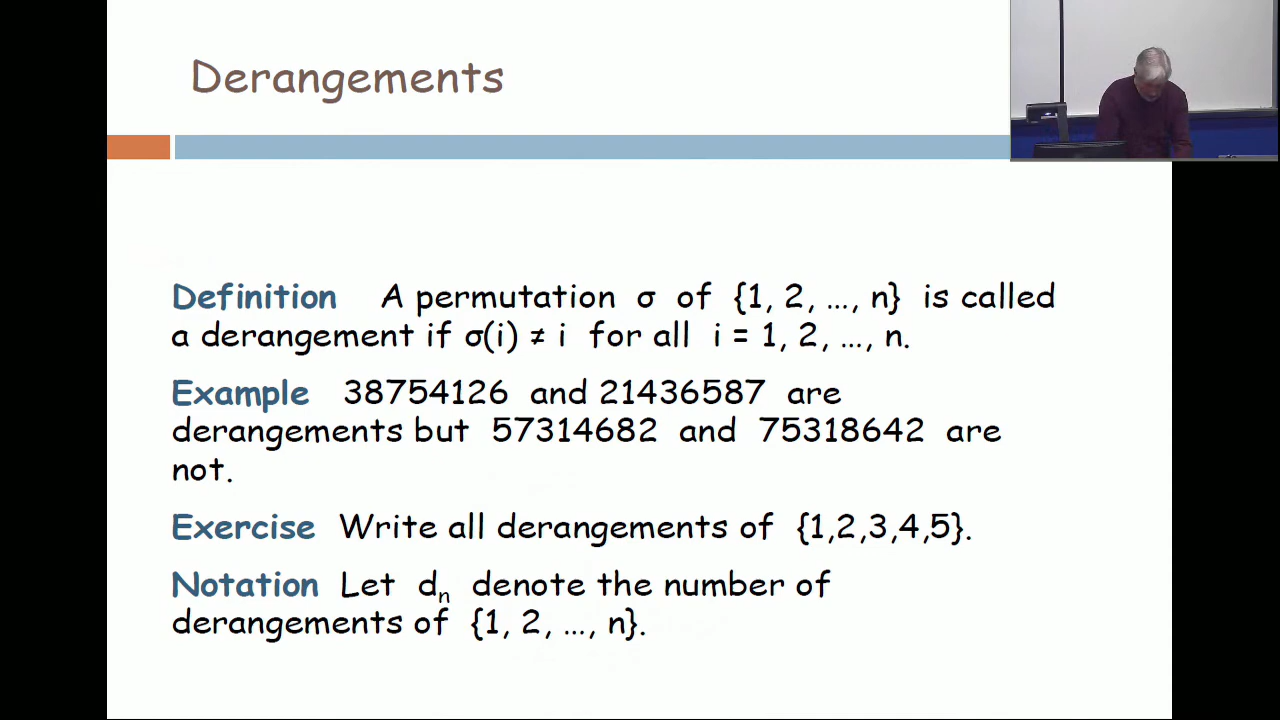 Derangements
Definition A permutation σ of {1, 2, …, n} is called
a derangement if σ(i) ≠ i for all i = 1, 2, …, n.
Example 38754126 and 21436587 are
derangements but 57314682 and 75318642 are
not.
Exercise Write all derangements of {1,2,3,4,5}.
Notation Let dₙ denote the number of
derangements of {1, 2, …, n}.